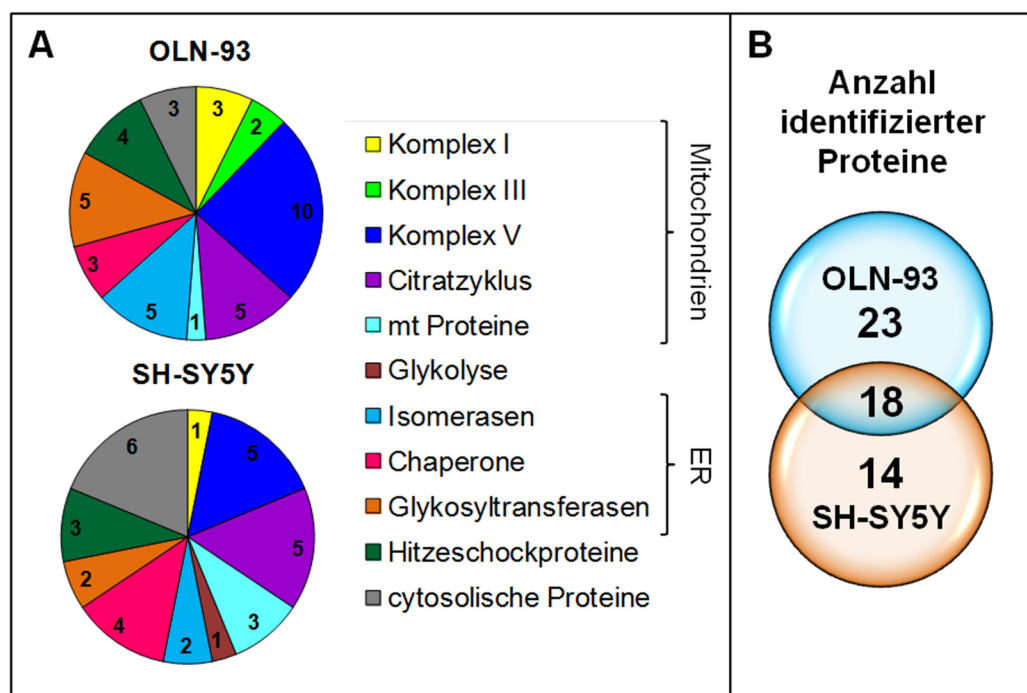 A
OLN-93
3
2
10
5
1
5
3
5
4
3
SH-SY5Y
1
5
5
3
1
2
4
2
3
6
Komplex I
Komplex III
Komplex V
Citratzyklus
mt Proteine
Glykolyse
Isomerasen
Chaperone
Glykosyltransferasen
Hitzeschockproteine
cytosolische Proteine
Mitochondrien
ER
B
Anzahl
identifizierter
Proteine
OLN-93
23
18
14
SH-SY5Y